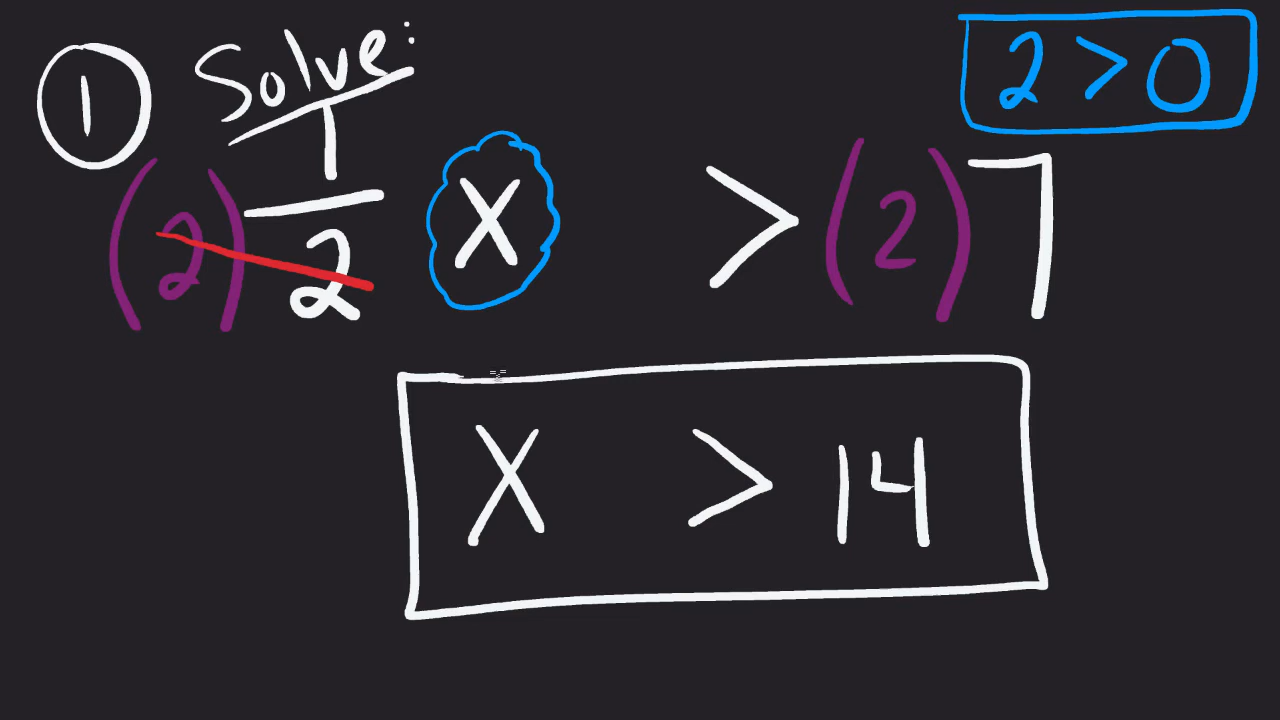 ① Solve:
2 > 0
(2) 1/2 x > (2) 7
x > 14